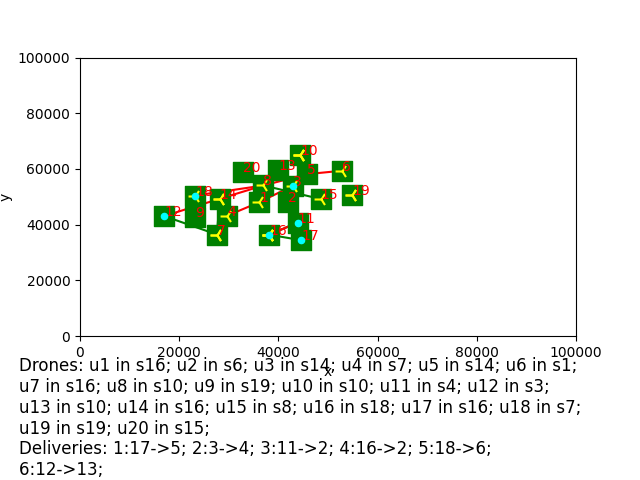 100000
80000
y
60000
40000
20000
0
0 20000 40000 60000 80000 100000
x
Drones: u1 in s16; u2 in s6; u3 in s14; u4 in s7; u5 in s14; u6 in s1;
u7 in s16; u8 in s10; u9 in s19; u10 in s10; u11 in s4; u12 in s3;
u13 in s10; u14 in s16; u15 in s8; u16 in s18; u17 in s16; u18 in s7;
u19 in s19; u20 in s15;
Deliveries: 1:17->5; 2:3->4; 3:11->2; 4:16->2; 5:18->6;
6:12->13;